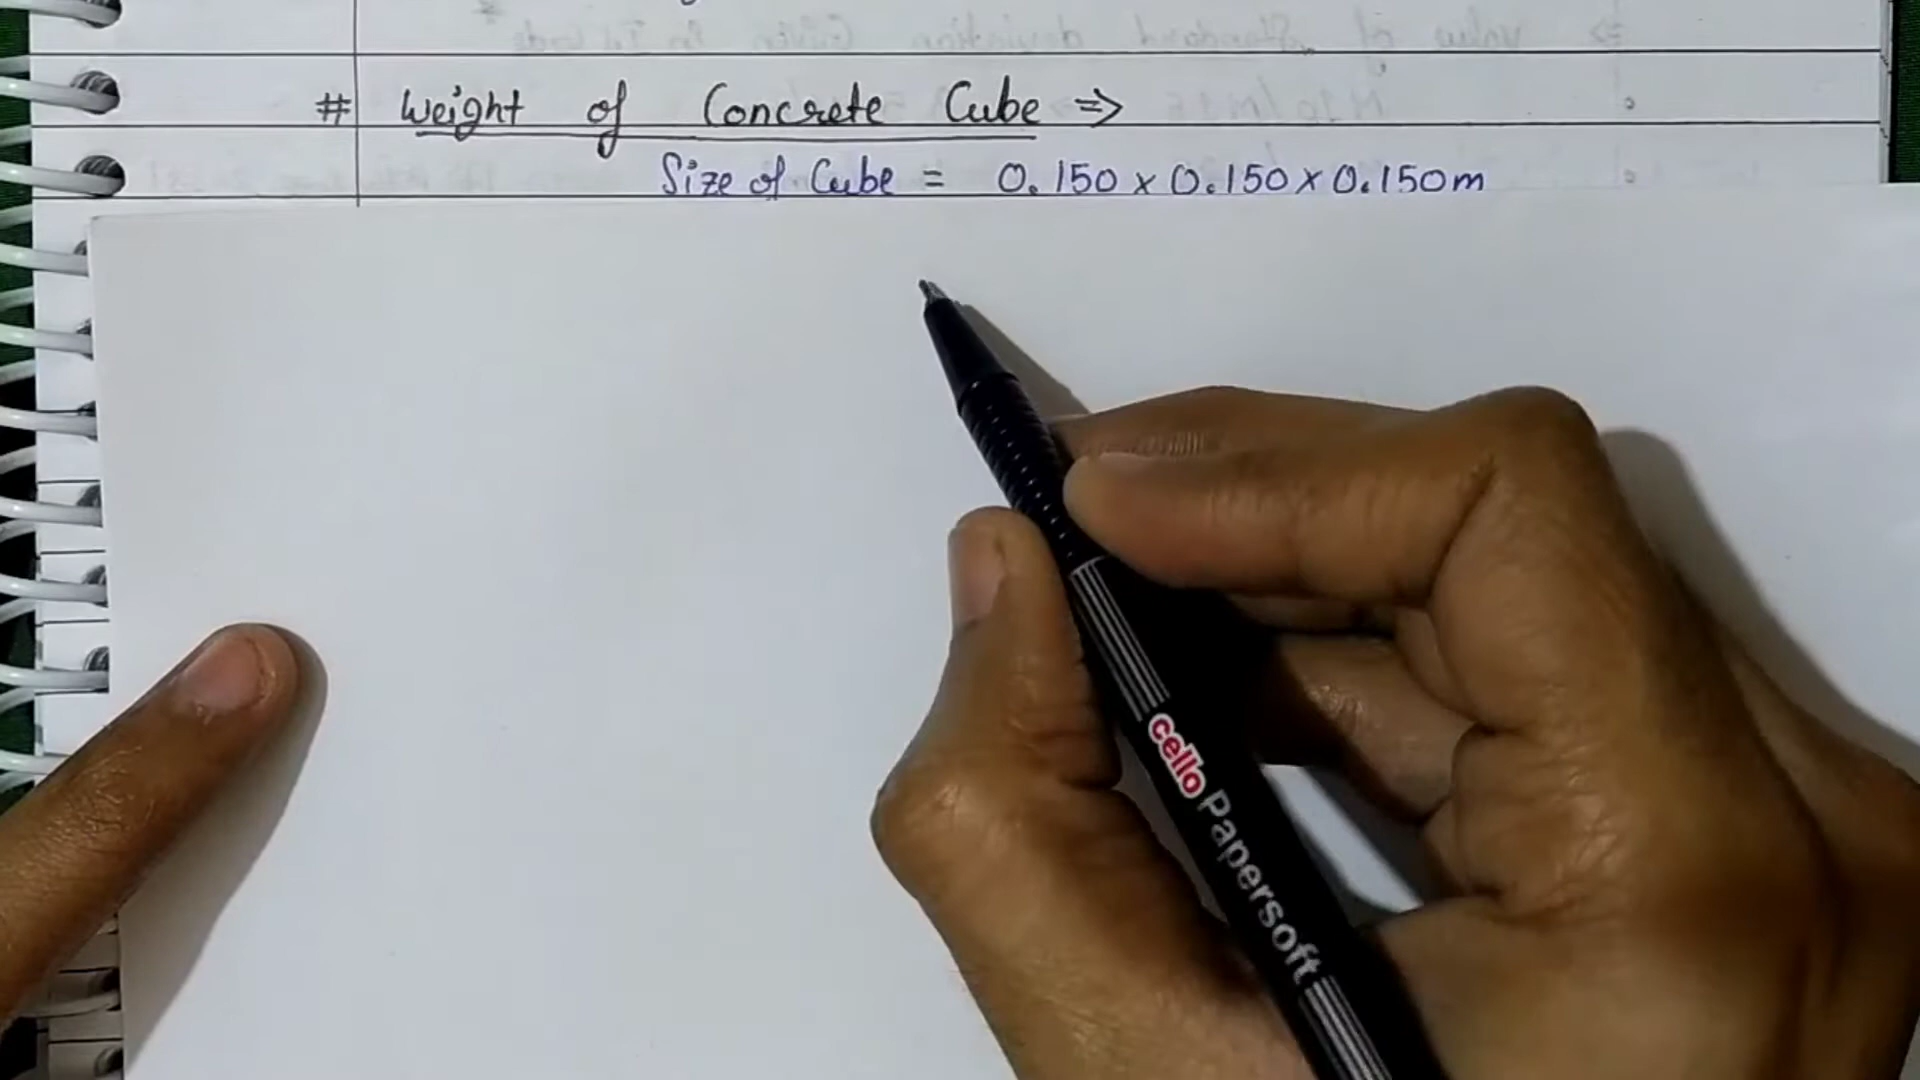 # Weight of Concrete Cube ⇒
Size of Cube = 0.150 x 0.150 x 0.150m
cello Papersoft